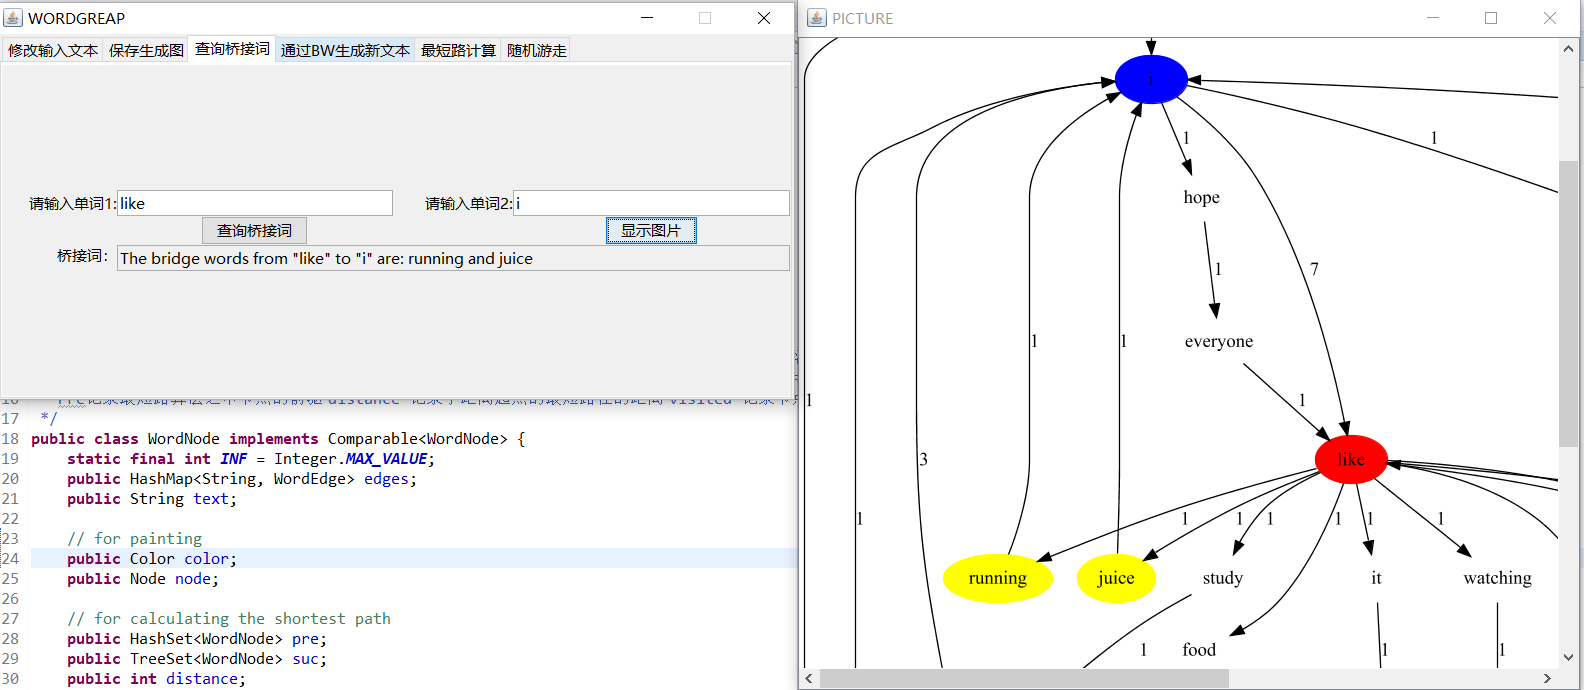 WORDGREAP
修改输入文本 保存生成图 查询桥接词 通过BW生成新文本 最短路计算 随机游走
请输入单词1: like 请输入单词2: i
查询桥接词 显示图片
桥接词: The bridge words from "like" to "i" are: running and juice
17 */
18 public class WordNode implements Comparable<WordNode> {
19 static final int INF = Integer.MAX_VALUE;
20 public HashMap<String, WordEdge> edges;
21 public String text;
22
23 // for painting
24 public Color color;
25 public Node node;
26
27 // for calculating the shortest path
28 public HashSet<WordNode> pre;
29 public TreeSet<WordNode> suc;
30 public int distance;
PICTURE
i
1 1
hope
1 7
1 1
everyone
1 1
3 like
1 1 1 1 1 1 1
running juice study it watching
1 food 1 1